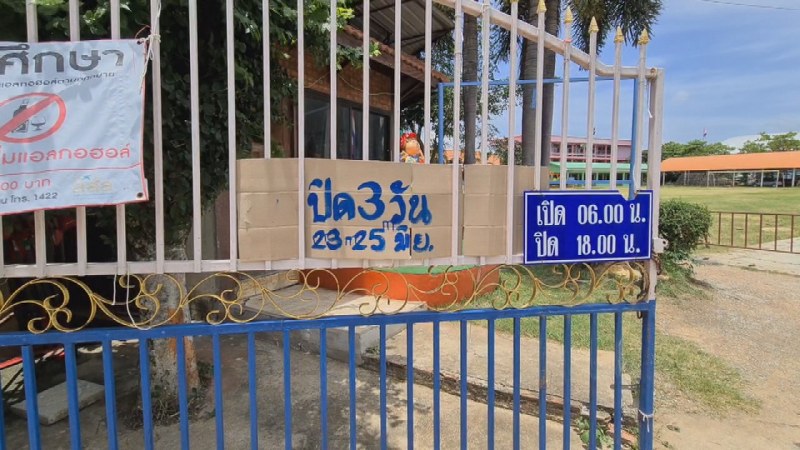 ศึกษา
ื่มแอลกอฮอล์
00 บาท
โทร. 1422
ปิด 3 วัน
23-25 มิย.
เปิด 06.00 น.
ปิด 18.00 น.